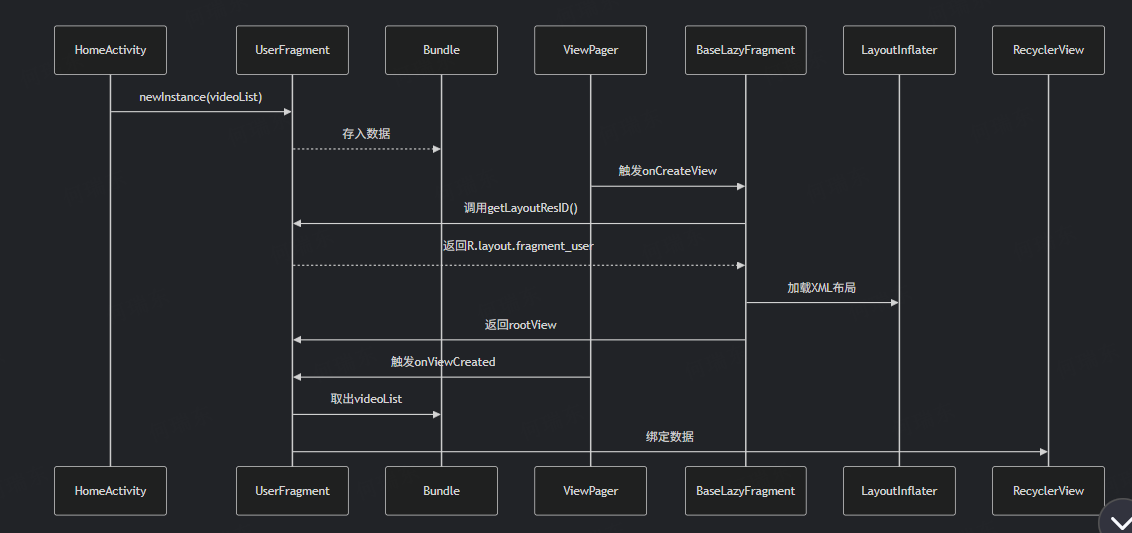 HomeActivity
UserFragment
Bundle
ViewPager
BaseLazyFragment
LayoutInflater
RecyclerView
newInstance(videoList)
存入数据
触发onCreateView
调用getLayoutResID()
返回R.layout.fragment_user
加载XML布局
返回rootView
触发onViewCreated
取出videoList
绑定数据
HomeActivity
UserFragment
Bundle
ViewPager
BaseLazyFragment
LayoutInflater
RecyclerView